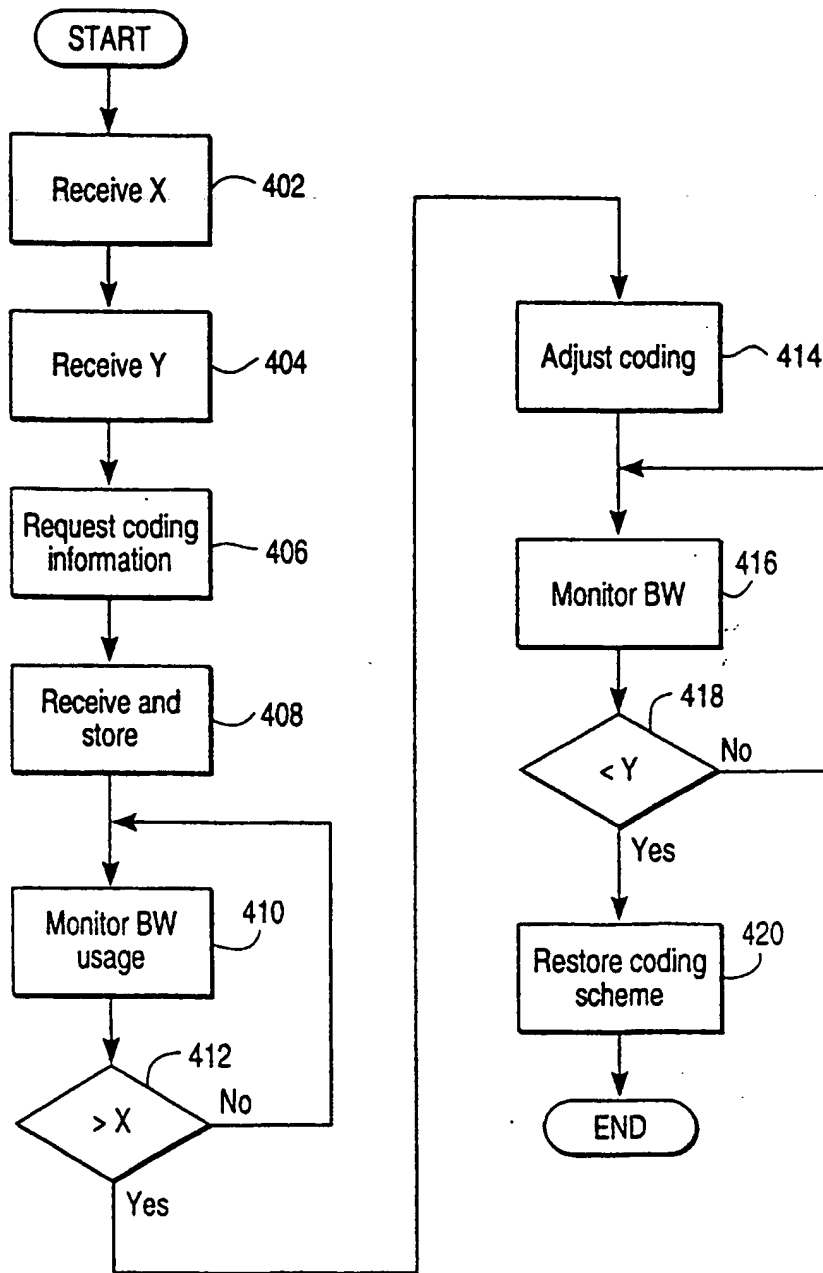 START
Receive X
402
Receive Y
404
Request coding
information
406
Receive and
store
408
Monitor BW
usage
410
412
> X
No
Yes
Adjust coding
414
Monitor BW
416
418
< Y
No
Yes
Restore coding
scheme
420
END